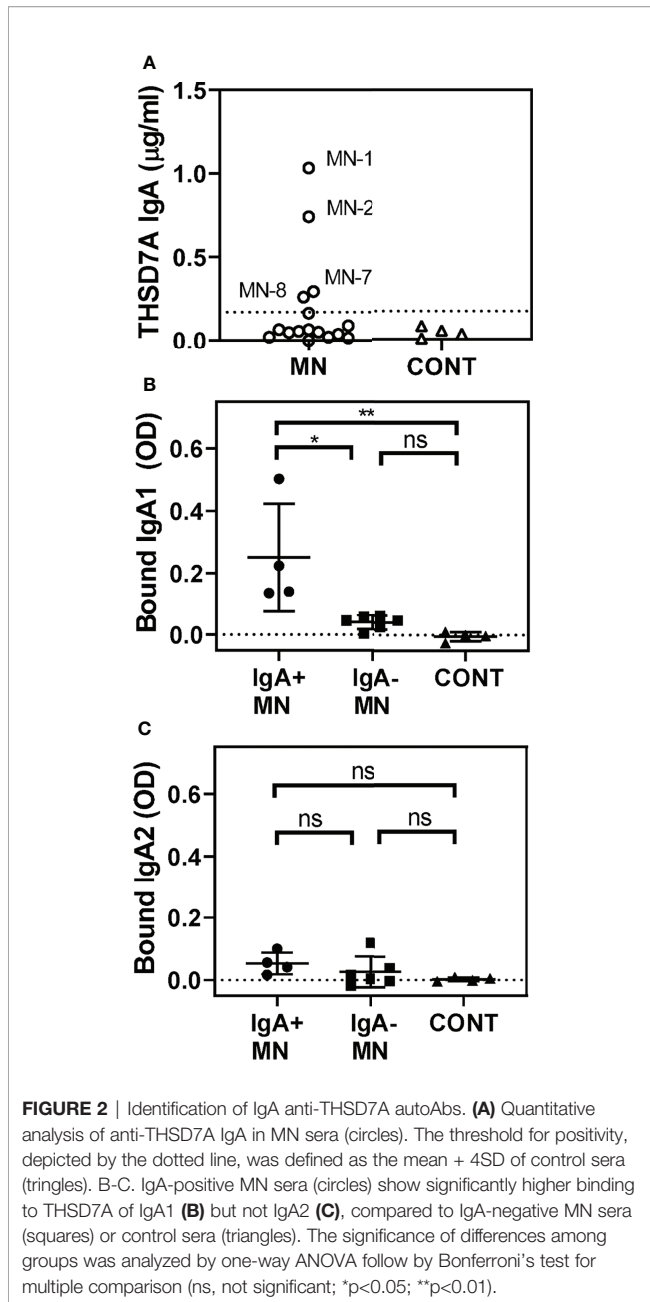 A
THSD7A IgA (μg/ml)
1.5
1.0
0.5
0.0
MN-1
MN-2
MN-7
MN-8
MN
CONT
B
Bound IgA1 (OD)
0.6
0.4
0.2
0.0
**
*
ns
IgA+
MN
IgA-
MN
CONT
C
Bound IgA2 (OD)
0.6
0.4
0.2
0.0
ns
ns
ns
IgA+
MN
IgA-
MN
CONT
FIGURE 2 | Identification of IgA anti-THSD7A autoAbs. (A) Quantitative
analysis of anti-THSD7A IgA in MN sera (circles). The threshold for positivity,
depicted by the dotted line, was defined as the mean + 4SD of control sera
(tringles). B-C. IgA-positive MN sera (circles) show significantly higher binding
to THSD7A of IgA1 (B) but not IgA2 (C), compared to IgA-negative MN sera
(squares) or control sera (triangles). The significance of differences among
groups was analyzed by one-way ANOVA follow by Bonferroni's test for
multiple comparison (ns, not significant; *p<0.05; **p<0.01).